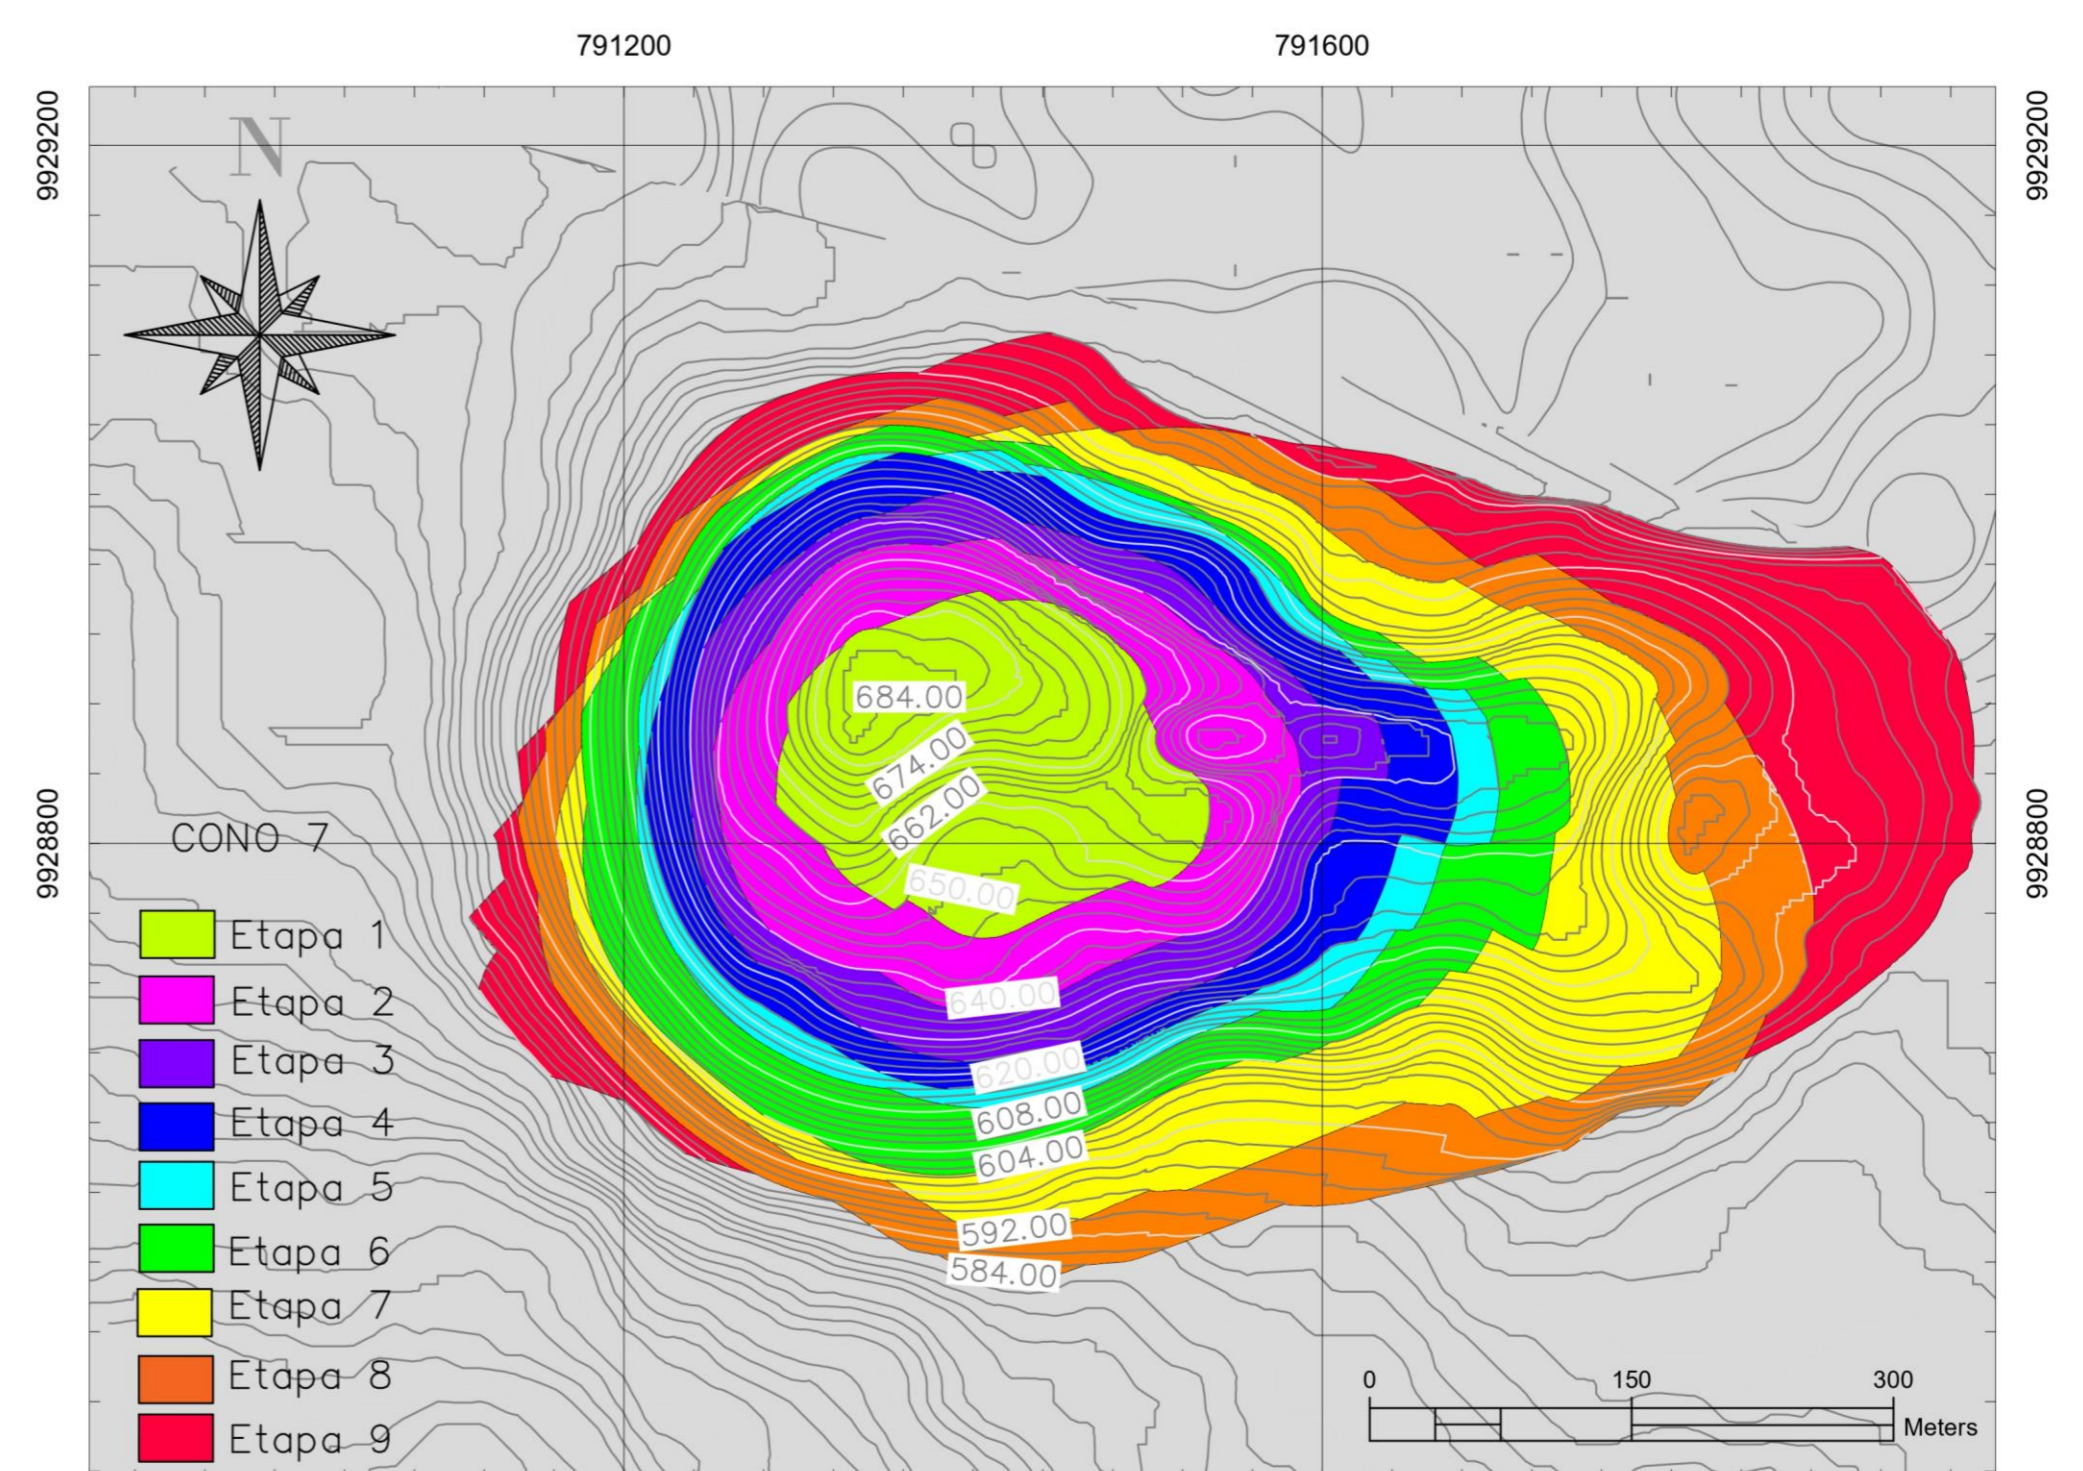 791200 791600
9929200 9929200
N
684.00
674.00
662.00
9928800 9928800
CONO 7
650.00
Etapa 1
Etapa 2
640.00
Etapa 3
620.00
Etapa 4
608.00
604.00
Etapa 5
Etapa 6
592.00
584.00
Etapa 7
Etapa 8
0 150 300
Meters
Etapa 9